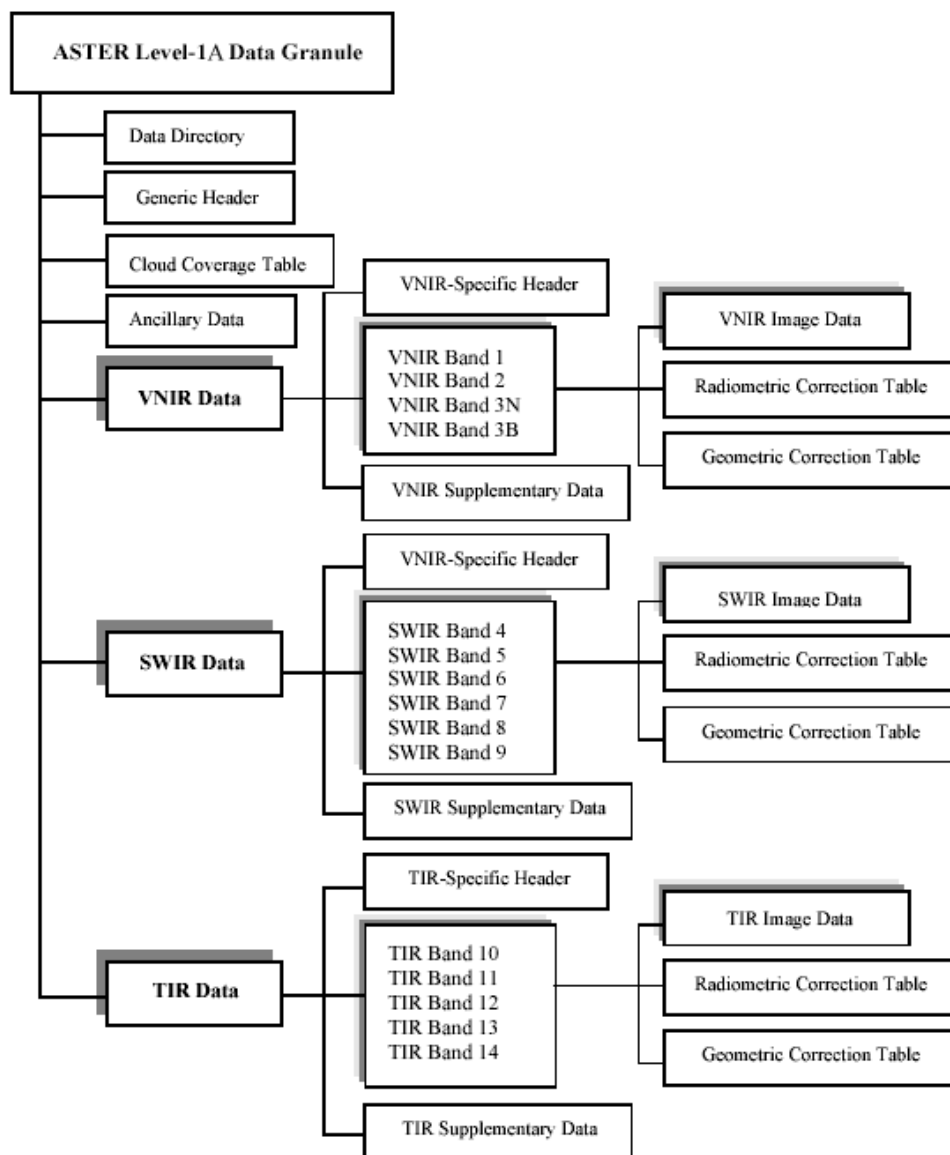 ASTER Level-1A Data Granule
Data Directory
Generic Header
Cloud Coverage Table
Ancillary Data
VNIR Data
VNIR-Specific Header
VNIR Band 1
VNIR Band 2
VNIR Band 3N
VNIR Band 3B
VNIR Supplementary Data
VNIR Image Data
Radiometric Correction Table
Geometric Correction Table
SWIR Data
VNIR-Specific Header
SWIR Band 4
SWIR Band 5
SWIR Band 6
SWIR Band 7
SWIR Band 8
SWIR Band 9
SWIR Supplementary Data
SWIR Image Data
Radiometric Correction Table
Geometric Correction Table
TIR Data
TIR-Specific Header
TIR Band 10
TIR Band 11
TIR Band 12
TIR Band 13
TIR Band 14
TIR Supplementary Data
TIR Image Data
Radiometric Correction Table
Geometric Correction Table